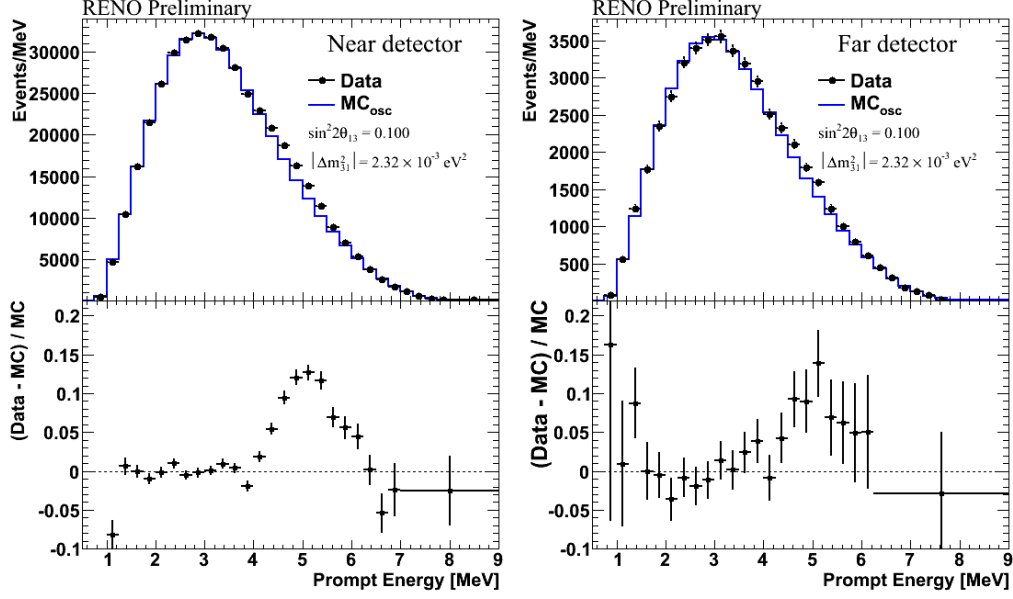 RENO Preliminary
Near detector
Data
MCosc
sin²2θ₁₃ = 0.100
|Δm²₃₁| = 2.32 × 10⁻³ eV²
Events/MeV
30000
25000
20000
15000
10000
5000
(Data - MC) / MC
0.2
0.15
0.1
0.05
0
-0.05
-0.1
1 2 3 4 5 6 7 8 9
Prompt Energy [MeV]
RENO Preliminary
Far detector
Data
MCosc
sin²2θ₁₃ = 0.100
|Δm²₃₁| = 2.32 × 10⁻³ eV²
Events/MeV
3500
3000
2500
2000
1500
1000
500
(Data - MC) / MC
0.2
0.15
0.1
0.05
0
-0.05
-0.1
1 2 3 4 5 6 7 8 9
Prompt Energy [MeV]